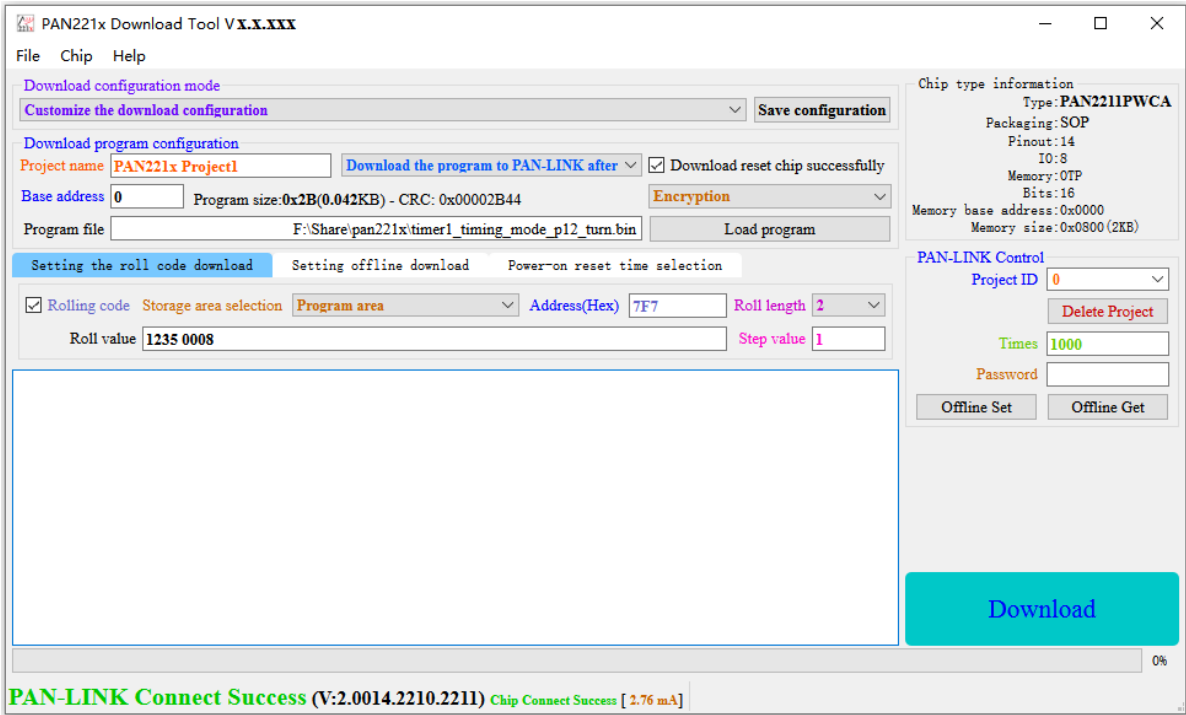 PAN221x Download Tool V X.X.XXX
File Chip Help
Download configuration mode
Customize the download configuration
Save configuration
Download program configuration
Project name PAN221x Project1 Download the program to PAN-LINK after Download reset chip successfully
Base address 0 Program size:0x2B(0.042KB) - CRC: 0x00002B44 Encryption
Program file F:\Share\pan221x\timer1_timing_mode_p12_turn.bin Load program
Setting the roll code download Setting offline download Power-on reset time selection
Rolling code Storage area selection Program area Address(Hex) 7F7 Roll length 2
Roll value 1235 0008 Step value 1
Chip type information
Type:PAN2211PWCA
Packaging:SOP
Pinout:14
IO:8
Memory:OTP
Bits:16
Memory base address:0x0000
Memory size:0x0800(2KB)
PAN-LINK Control
Project ID 0
Delete Project
Times 1000
Password
Offline Set Offline Get
Download
0%
PAN-LINK Connect Success (V:2.0014.2210.2211) Chip Connect Success [ 2.76 mA]